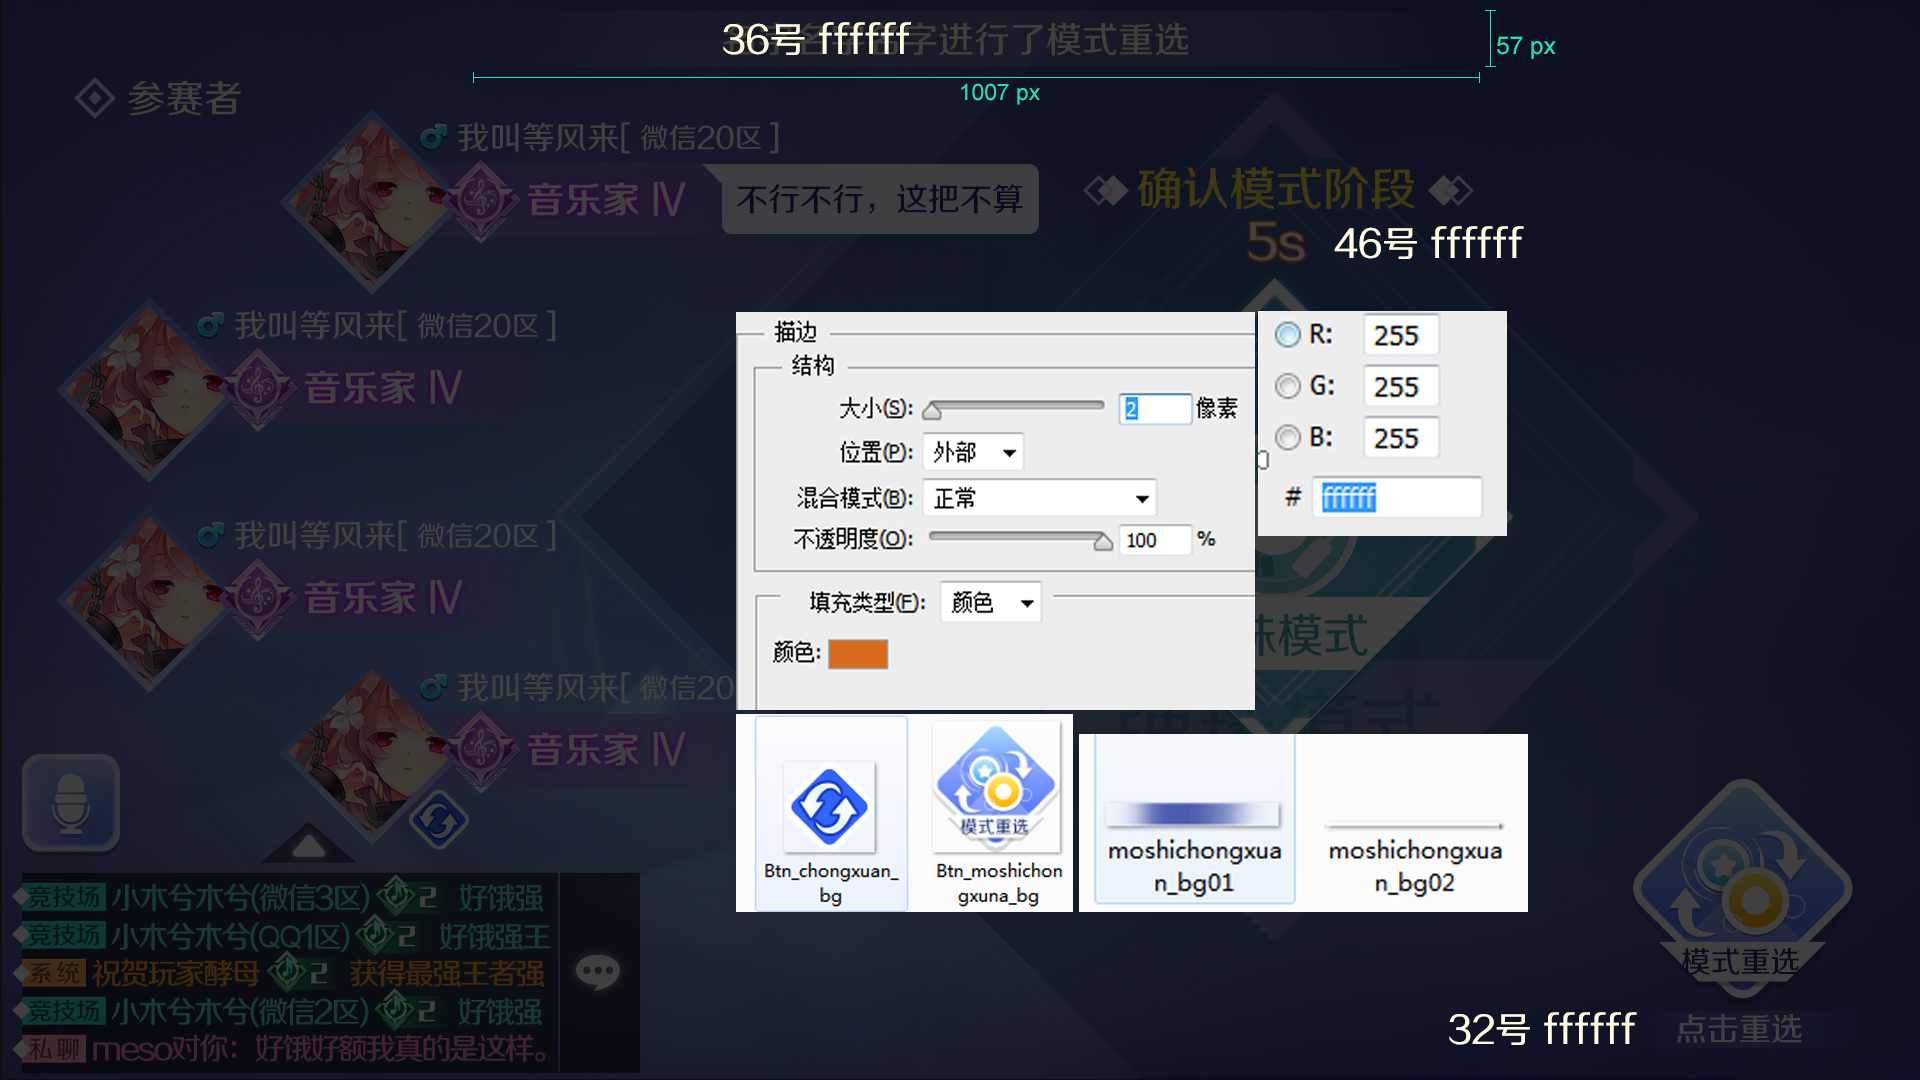 36号 ffffff
字进行了模式重选
57 px
1007 px
参赛者
我叫等风来[ 微信20区 ]
音乐家 Ⅳ
不行不行，这把不算
确认模式阶段
5s
46号 ffffff
我叫等风来[ 微信20区 ]
音乐家 Ⅳ
描边
结构
大小(S):
2
像素
位置(P):
外部
混合模式(B):
正常
不透明度(O):
100
%
填充类型(F):
颜色
颜色:
R:
255
G:
255
B:
255
#
ffffff
我叫等风来[ 微信20区 ]
音乐家 Ⅳ
模式
模式
我叫等风来[ 微信20
音乐家 Ⅳ
模式重选
Btn_chongxuan_
bg
Btn_moshichon
gxuna_bg
moshichongxua
n_bg01
moshichongxua
n_bg02
竞技场 小木兮木兮(微信3区) 2 好饿强
竞技场 小木兮木兮(QQ1区) 2 好饿强王
系统 祝贺玩家酵母 2 获得最强王者强
竞技场 小木兮木兮(微信2区) 2 好饿强
私聊 meso对你：好饿好额我真的是这样。
模式重选
32号 ffffff
点击重选